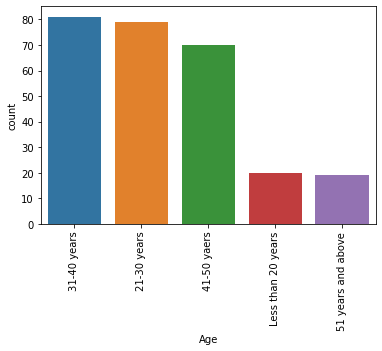 80
70
60
50
40
30
20
10
0
count
31-40 years
21-30 years
41-50 yaers
Less than 20 years
51 years and above
Age